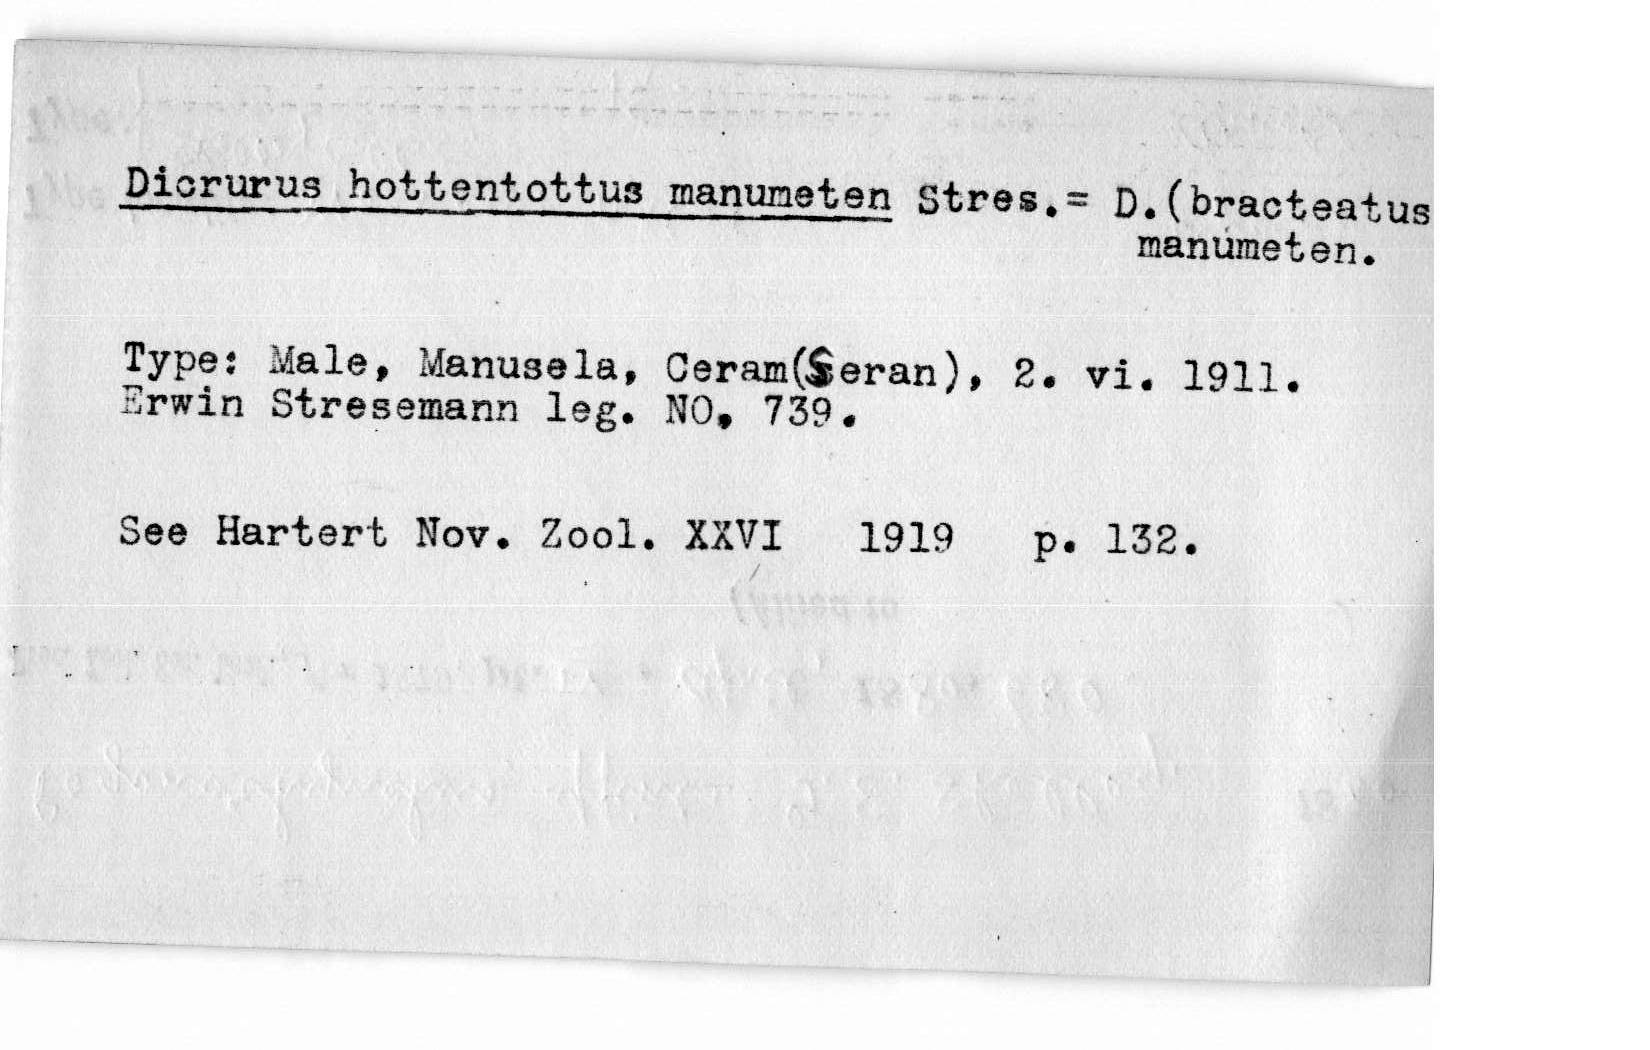 Dicrurus hottentottus manumeten Stres.= D.(bracteatus
manumeten.
Type: Male, Manusela, Ceram(Seran), 2. vi. 1911.
Erwin Stresemann leg. NO, 739.
See Hartert Nov. Zool. XXVI 1919 p. 132.